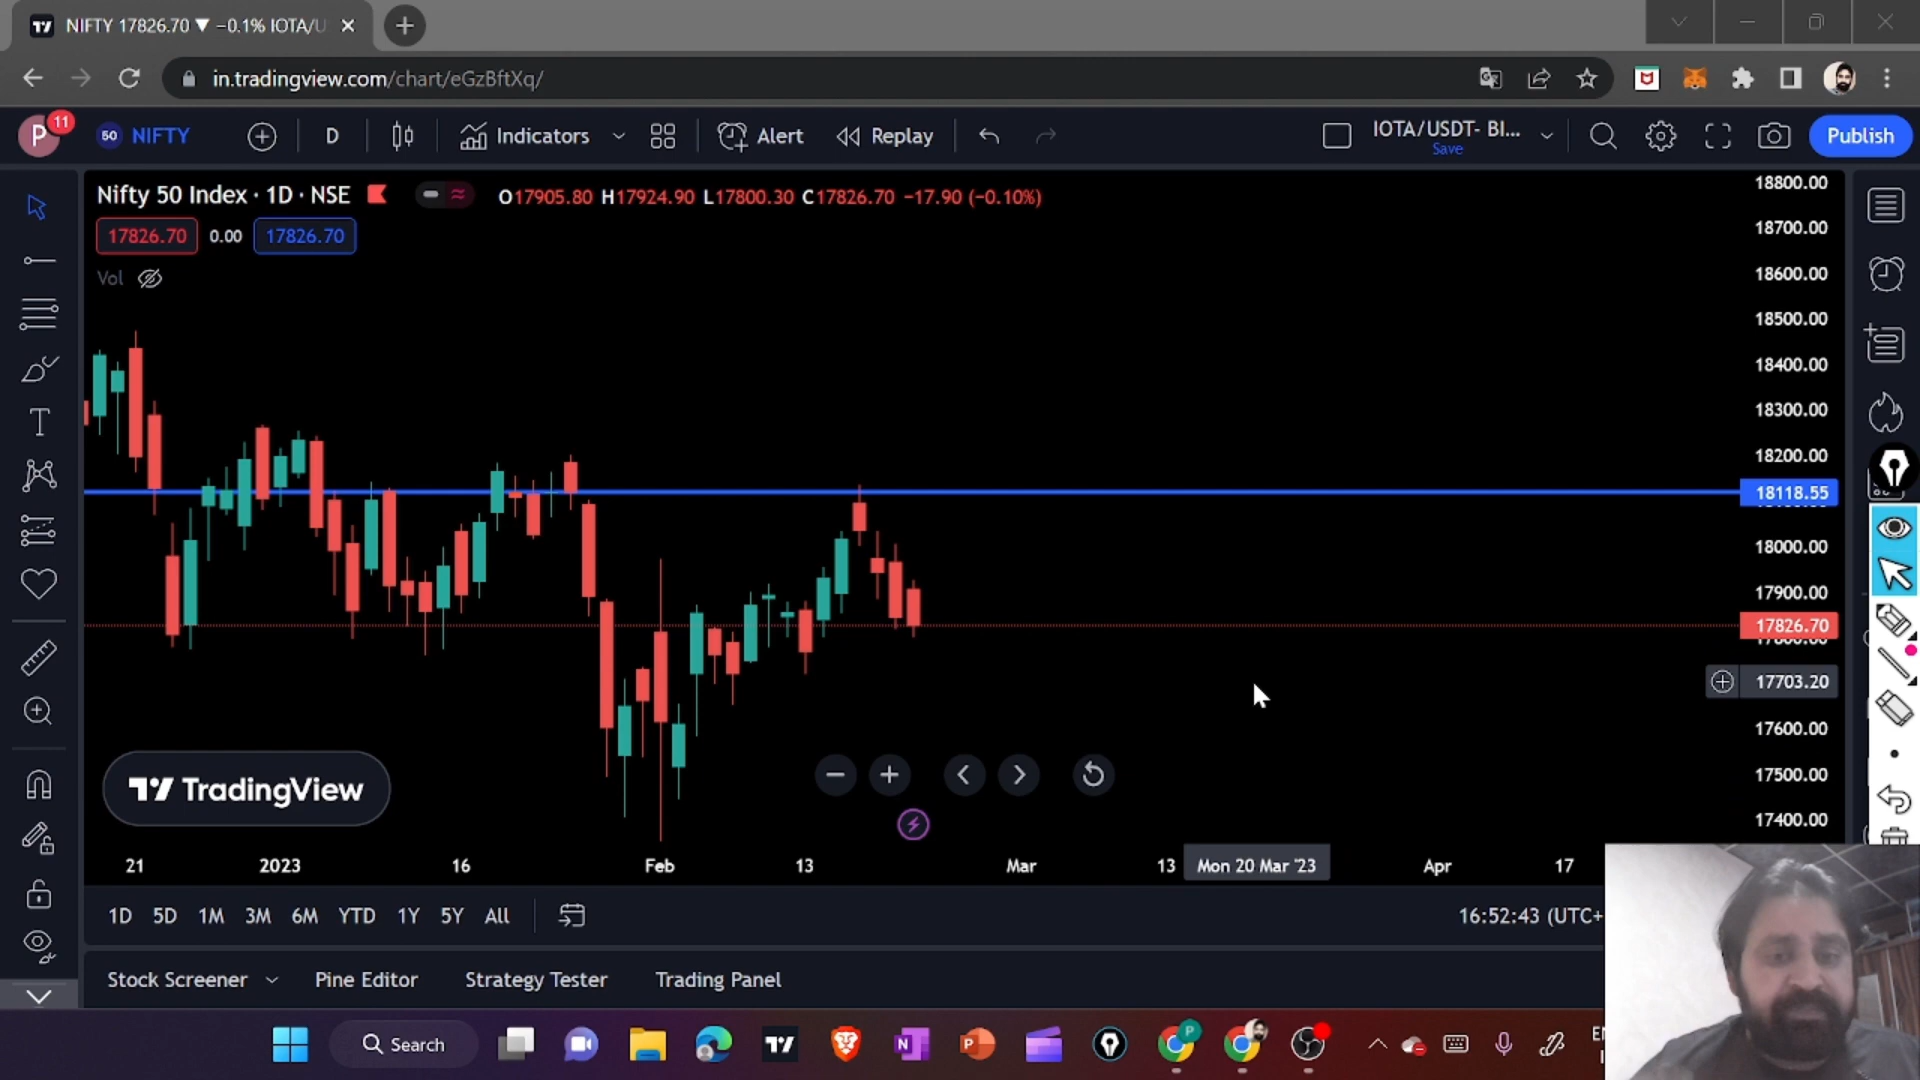 NIFTY 17826.70 ▼ −0.1% IOTA/U
in.tradingview.com/chart/eGzBftXq/
P 11 50 NIFTY D Indicators Alert Replay IOTA/USDT- BI... Save Publish
Nifty 50 Index · 1D · NSE O17905.80 H17924.90 L17800.30 C17826.70 −17.90 (−0.10%)
17826.70 0.00 17826.70
Vol
18800.00
18700.00
18600.00
18500.00
18400.00
18300.00
18200.00
18118.55
18000.00
17900.00
17826.70
17703.20
17600.00
17500.00
17400.00
TradingView
21 2023 16 Feb 13 Mar 13 Mon 20 Mar '23 Apr 17
1D 5D 1M 3M 6M YTD 1Y 5Y All 16:52:43 (UTC+
Stock Screener Pine Editor Strategy Tester Trading Panel
Search